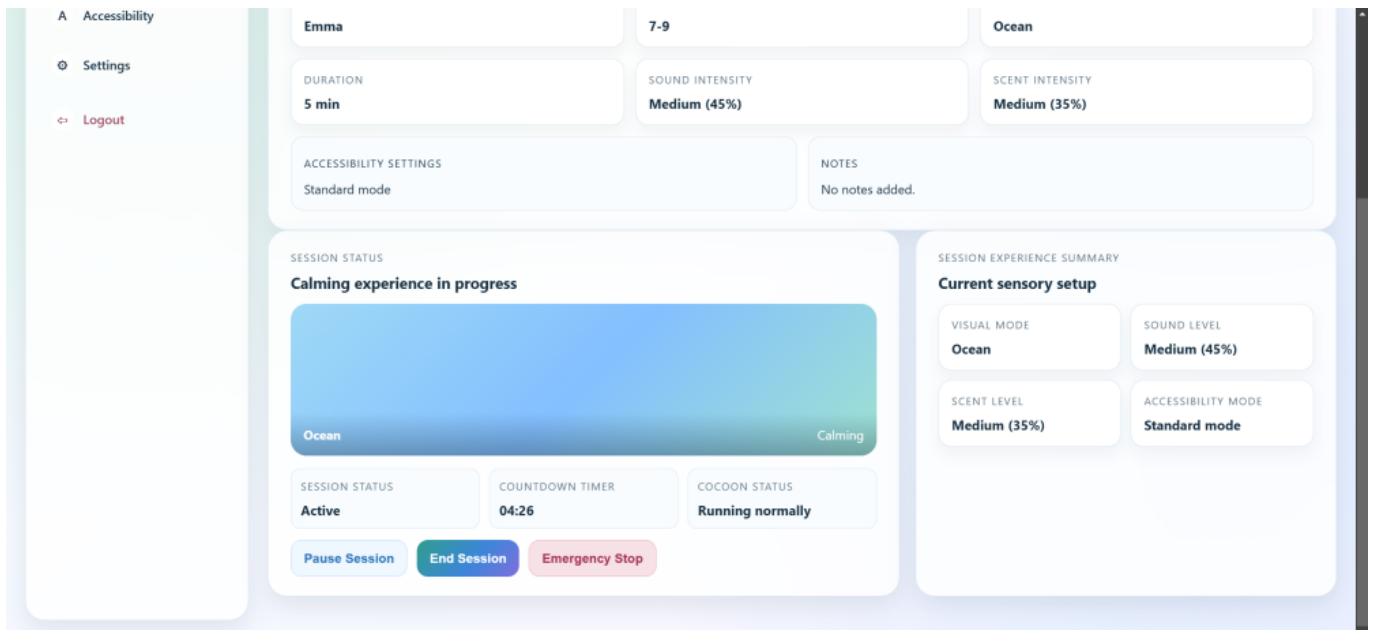 A Accessibility
Settings
Logout
Emma
7-9
Ocean
DURATION
5 min
SOUND INTENSITY
Medium (45%)
SCENT INTENSITY
Medium (35%)
ACCESSIBILITY SETTINGS
Standard mode
NOTES
No notes added.
SESSION STATUS
Calming experience in progress
Ocean
Calming
SESSION STATUS
Active
COUNTDOWN TIMER
04:26
COCOON STATUS
Running normally
Pause Session
End Session
Emergency Stop
SESSION EXPERIENCE SUMMARY
Current sensory setup
VISUAL MODE
Ocean
SOUND LEVEL
Medium (45%)
SCENT LEVEL
Medium (35%)
ACCESSIBILITY MODE
Standard mode